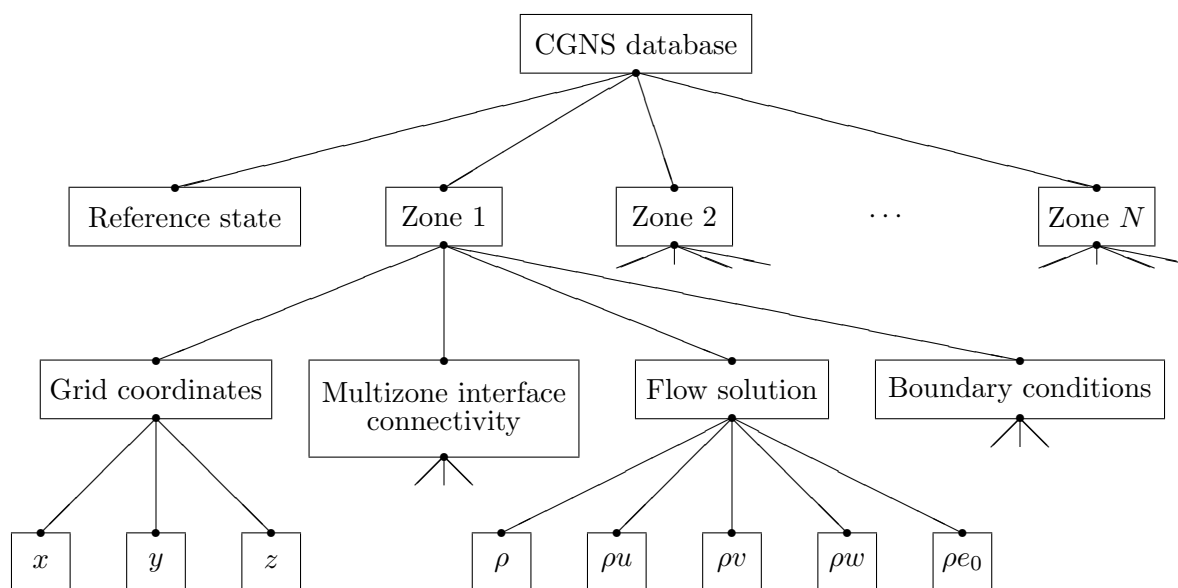 CGNS database
Reference state
Zone 1
Zone 2
···
Zone N
Grid coordinates
Multizone interface
connectivity
Flow solution
Boundary conditions
x
y
z
ρ
ρu
ρv
ρw
ρe₀